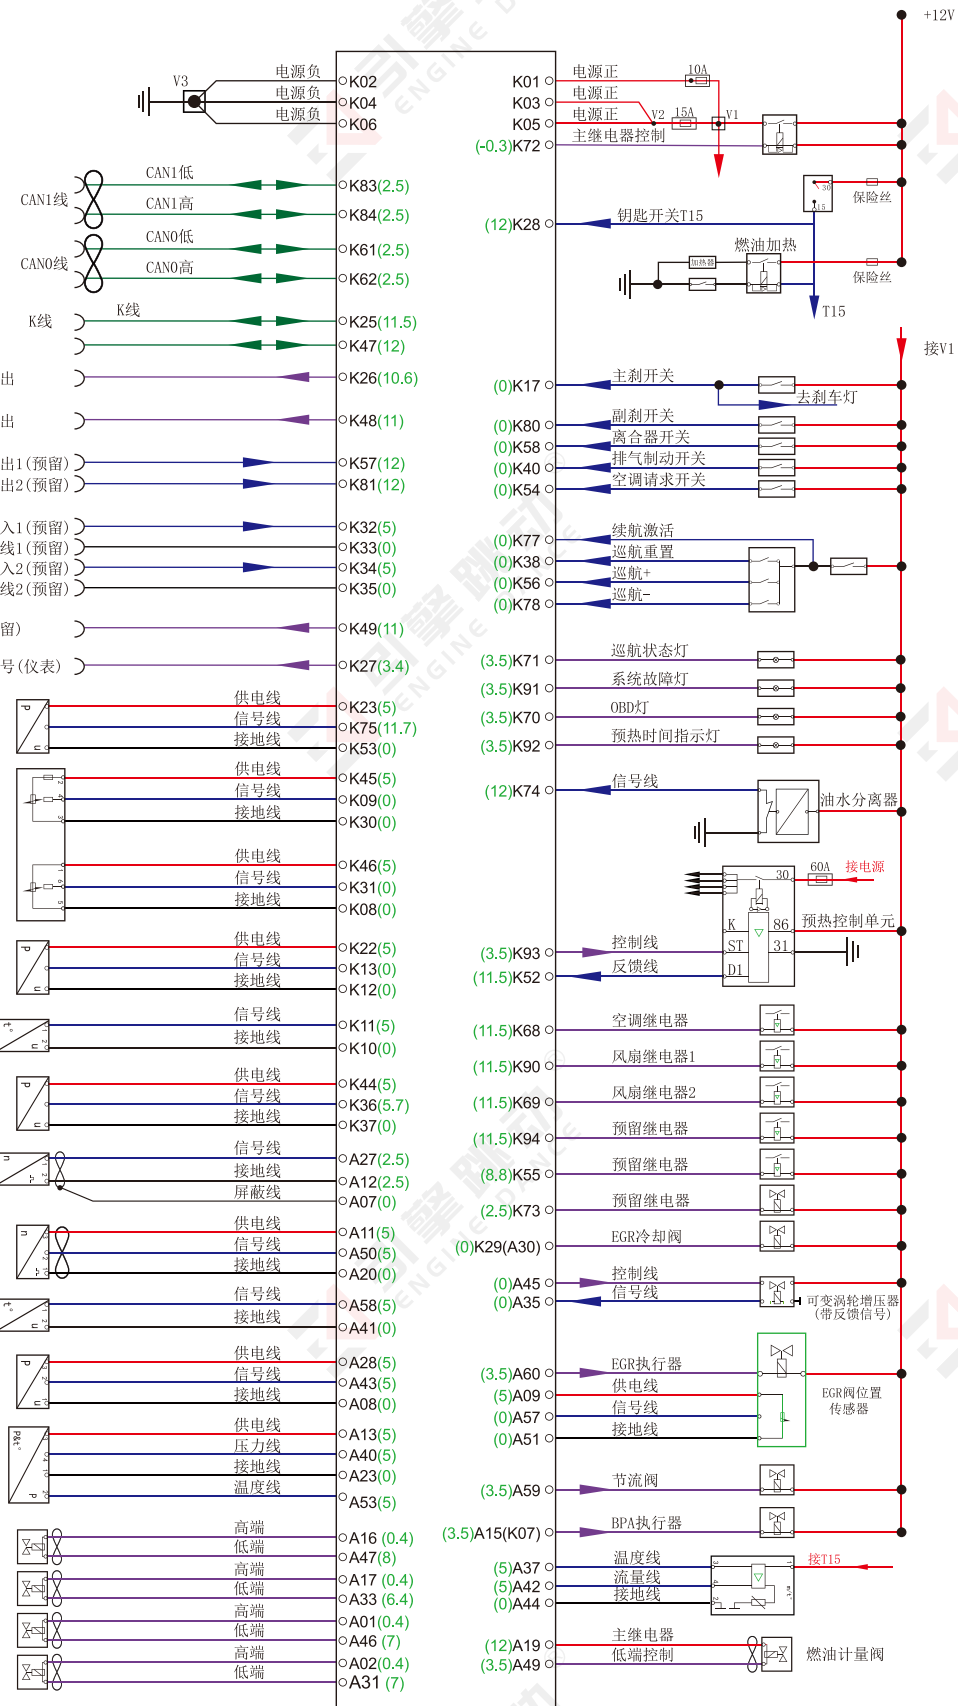 +12V
V3 电源负 K02 K01 电源正 10A
电源负 K04 K03 电源正
电源负 K06 K05 电源正 V2 15A V1
(-0.3)K72 主继电器控制
CAN1线 CAN1低 K83(2.5)
CAN1高 K84(2.5)
30 保险丝
15
(12)K28 钥匙开关T15
CAN0线 CAN0低 K61(2.5)
CAN0高 K62(2.5)
燃油加热
加热器
保险丝
T15
K线 K线 K25(11.5)
K47(12)
接V1
出 K26(10.6)
(0)K17 主刹开关
去刹车灯
出 K48(11)
(0)K80 副刹开关
(0)K58 离合器开关
出1(预留) K57(12)
(0)K40 排气制动开关
出2(预留) K81(12)
(0)K54 空调请求开关
入1(预留) K32(5)
线1(预留) K33(0)
(0)K77 续航激活
入2(预留) K34(5)
(0)K38 巡航重置
线2(预留) K35(0)
(0)K56 巡航+
(0)K78 巡航-
留) K49(11)
号(仪表) K27(3.4)
(3.5)K71 巡航状态灯
(3.5)K91 系统故障灯
P u 供电线 K23(5)
信号线 K75(11.7)
接地线 K53(0)
(3.5)K70 OBD灯
(3.5)K92 预热时间指示灯
供电线 K45(5)
信号线 K09(0)
接地线 K30(0)
(12)K74 信号线 油水分离器
供电线 K46(5)
信号线 K31(0)
接地线 K08(0)
30 60A 接电源
K 86 预热控制单元
ST 31
D1
P u 供电线 K22(5)
信号线 K13(0)
接地线 K12(0)
(3.5)K93 控制线
(11.5)K52 反馈线
t° u 信号线 K11(5)
接地线 K10(0)
(11.5)K68 空调继电器
(11.5)K90 风扇继电器1
P u 供电线 K44(5)
信号线 K36(5.7)
接地线 K37(0)
(11.5)K69 风扇继电器2
(11.5)K94 预留继电器
n 信号线 A27(2.5)
接地线 A12(2.5)
屏蔽线 A07(0)
(8.8)K55 预留继电器
(2.5)K73 预留继电器
n 供电线 A11(5)
信号线 A50(5)
接地线 A20(0)
(0)K29(A30) EGR冷却阀
t° u 信号线 A58(5)
接地线 A41(0)
(0)A45 控制线
(0)A35 信号线
可变涡轮增压器
(带反馈信号)
P u 供电线 A28(5)
信号线 A43(5)
接地线 A08(0)
(3.5)A60 EGR执行器
(5)A09 供电线
(0)A57 信号线
(0)A51 接地线
EGR阀位置
传感器
P&t° P 供电线 A13(5)
压力线 A40(5)
接地线 A23(0)
温度线 A53(5)
(3.5)A59 节流阀
(3.5)A15(K07) BPA执行器
高端 A16 (0.4)
低端 A47(8)
高端 A17 (0.4)
低端 A33 (6.4)
高端 A01(0.4)
低端 A46 (7)
高端 A02(0.4)
低端 A31 (7)
(5)A37 温度线 接T15
(5)A42 流量线
(0)A44 接地线
(12)A19 主继电器
(3.5)A49 低端控制
燃油计量阀
引擎跳动
ENGINE DANCE